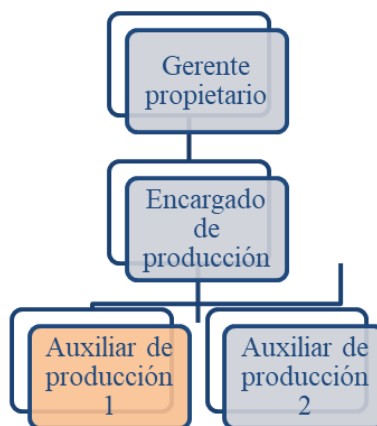 Gerente
propietario
Encargado
de
producción
Auxiliar de
producción
1
Auxiliar de
producción
2